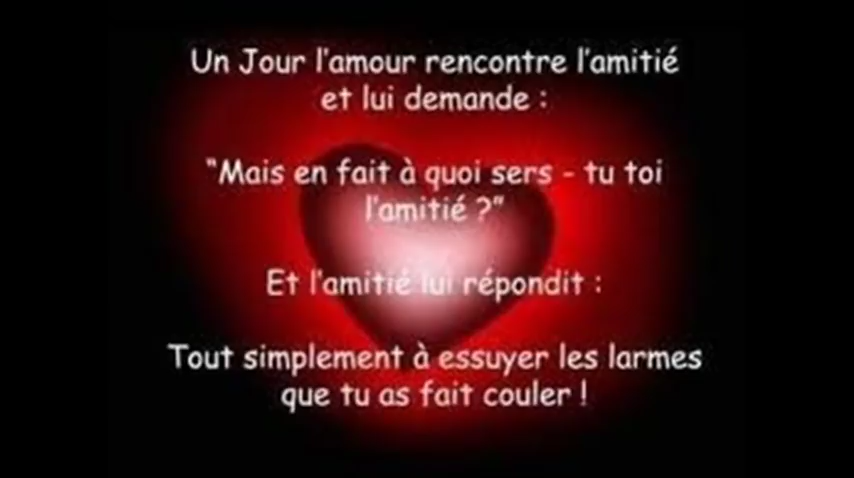 Un Jour l'amour rencontre l'amitié
et lui demande :
"Mais en fait à quoi sers - tu toi
l'amitié ?"
Et l'amitié lui répondit :
Tout simplement à essuyer les larmes
que tu as fait couler !